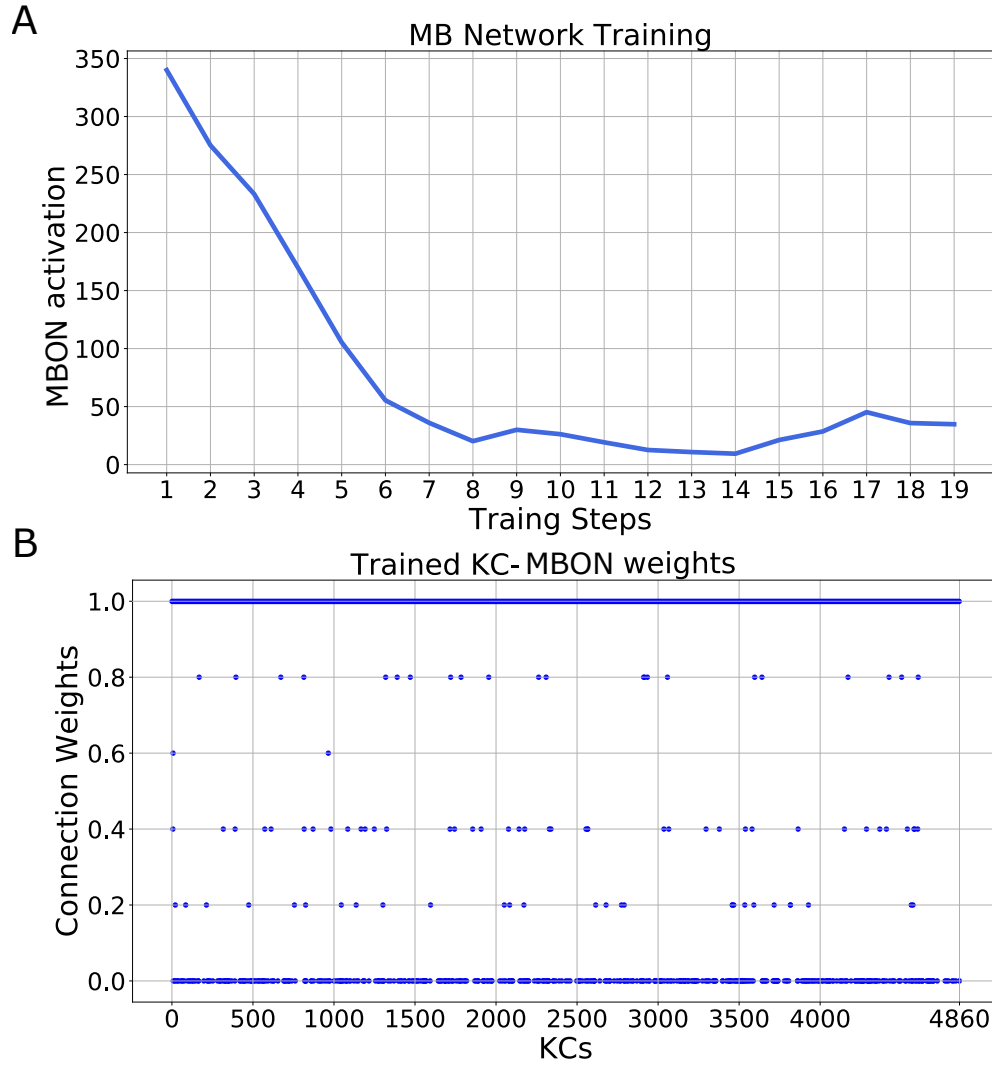 A
MB Network Training
MBON activation
350
300
250
200
150
100
50
0
1 2 3 4 5 6 7 8 9 10 11 12 13 14 15 16 17 18 19
Traing Steps
B
Trained KC-MBON weights
Connection Weights
1.0
0.8
0.6
0.4
0.2
0.0
0 500 1000 1500 2000 2500 3000 3500 4000 4860
KCs